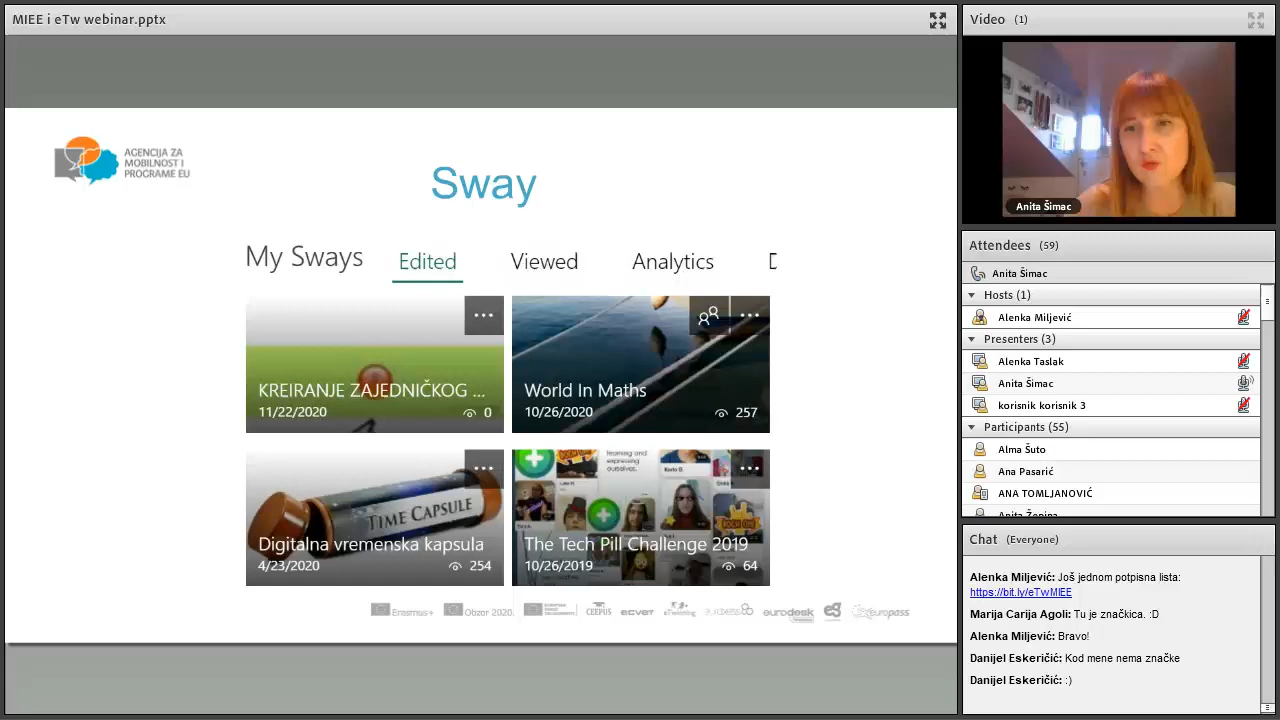 MIEE i eTw webinar.pptx
AGENCIJA ZA
MOBILNOST I
PROGRAME EU
Sway
My Sways
Edited
Viewed
Analytics
KREIRANJE ZAJEDNIČKOG ...
11/22/2020
0
World In Maths
10/26/2020
257
TIME CAPSULE
Digitalna vremenska kapsula
4/23/2020
254
learning and
expressing
ourselves.
The Tech Pill Challenge 2019
10/26/2019
64
Erasmus+
Obzor 2020.
CEEPUS
ECVET
eurodesk
europass
Video (1)
Anita Šimac
Attendees (59)
Anita Šimac
Hosts (1)
Alenka Miljević
Presenters (3)
Alenka Taslak
Anita Šimac
korisnik korisnik 3
Participants (55)
Alma Šuto
Ana Pasarić
ANA TOMLJANOVIĆ
Chat (Everyone)
Alenka Miljević: Još jednom potpisna lista:
https://bit.ly/eTwMIEE
Marija Carija Agoli: Tu je značkica. :D
Alenka Miljević: Bravo!
Danijel Eskeričić: Kod mene nema značke
Danijel Eskeričić: :)